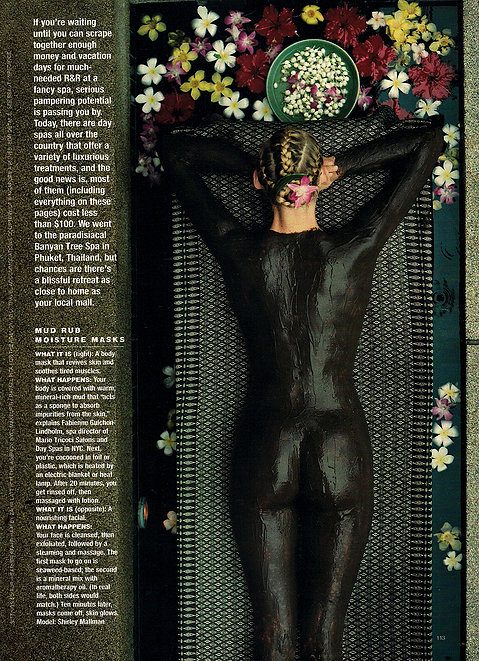 If you're waiting
until you can scrape
together enough
money and vacation
days for much-
needed R&R at a
fancy spa, serious
pampering potential
is passing you by.
Today, there are day
spas all over the
country that offer a
variety of luxurious
treatments, and the
good news is, most
of them (including
everything on these
pages) cost less
than $100. We went
to the paradisiacal
Banyan Tree Spa in
Phuket, Thailand, but
chances are there's
a blissful retreat as
close to home as
your local mall.
MUD RUB
MOISTURE MASKS
WHAT IT IS (right): A body
mask that revives skin and
soothes tired muscles.
WHAT HAPPENS: Your
body is covered with warm,
mineral-rich mud that "acts
as a sponge to absorb
impurities from the skin,"
explains Fabienne Guichon-
Lindholm, spa director of
Mario Tricoci Salons and
Day Spas in NYC. Next,
you're cocooned in foil or
plastic, which is heated by
an electric blanket or heat
lamp. After 20 minutes, you
get rinsed off, then
massaged with lotion.
WHAT IT IS (opposite): A
nourishing facial.
WHAT HAPPENS:
Your face is cleansed, then
exfoliated, followed by a
steaming and massage. The
first mask to go on is
seaweed-based; the second
is a mineral mix with
aromatherapy oil. (In real
life, both sides would
match.) Ten minutes later,
masks come off, skin glows.
Model: Shirley Mallman
113